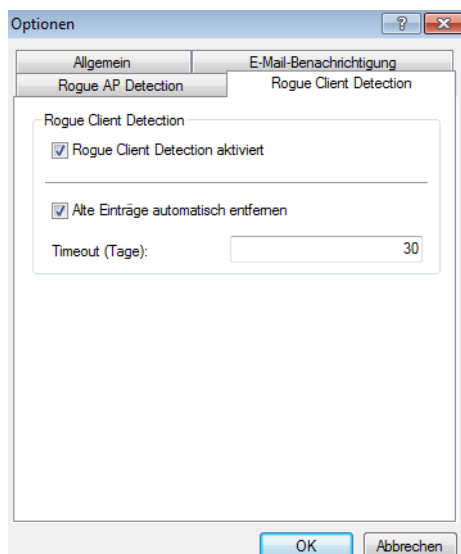 Optionen
Allgemein
E-Mail-Benachrichtigung
Rogue AP Detection
Rogue Client Detection
Rogue Client Detection
Rogue Client Detection aktiviert
Alte Einträge automatisch entfernen
Timeout (Tage):
30
OK
Abbrechen